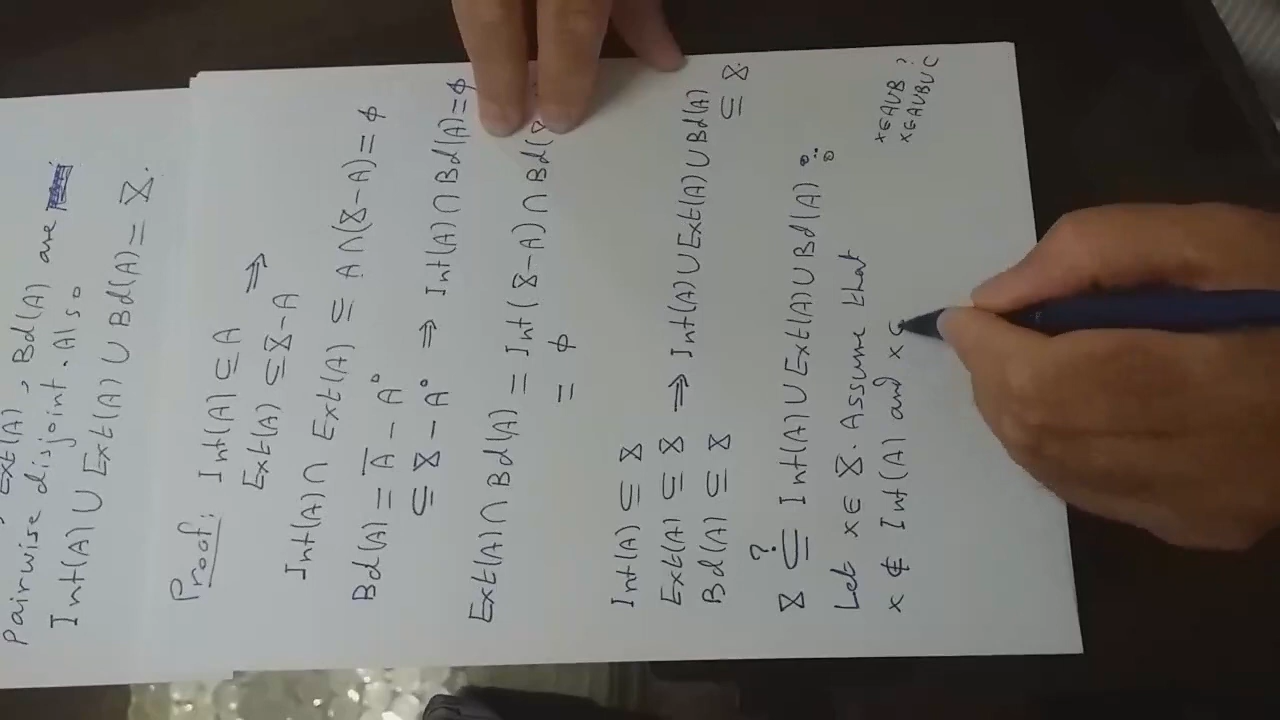 , Ext(A), Bd(A) are
Pairwise disjoint. Also
Int(A) ∪ Ext(A) ∪ Bd(A) = X.
Proof: Int(A) ⊆ A
Ext(A) ⊆ X-A ⇒
Int(A) ∩ Ext(A) ⊆ A ∩ (X-A) = ϕ
Bd(A) = A̅ - A°
⊆ X - A° ⇒ Int(A) ∩ Bd(A) = ϕ
Ext(A) ∩ Bd(A) = Int(X-A) ∩ Bd(
= ϕ
Int(A) ⊆ X
Ext(A) ⊆ X ⇒ Int(A) ∪ Ext(A) ∪ Bd(A)
Bd(A) ⊆ X
⊆ X.
?
X ⊆ Int(A) ∪ Ext(A) ∪ Bd(A) :
Let x ∈ X. Assume that
x ∉ Int(A) and x
x ∈ A∪B ?
x ∈ A∪B∪C